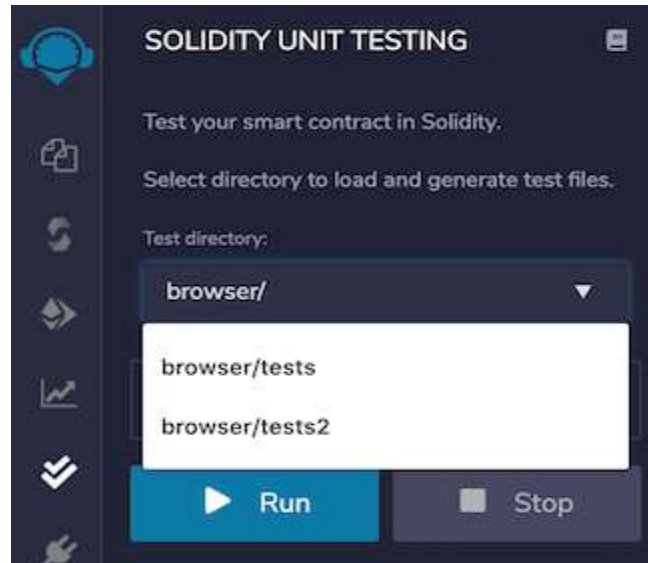 SOLIDITY UNIT TESTING
Test your smart contract in Solidity.
Select directory to load and generate test files.
Test directory:
browser/
browser/tests
browser/tests2
Run
Stop